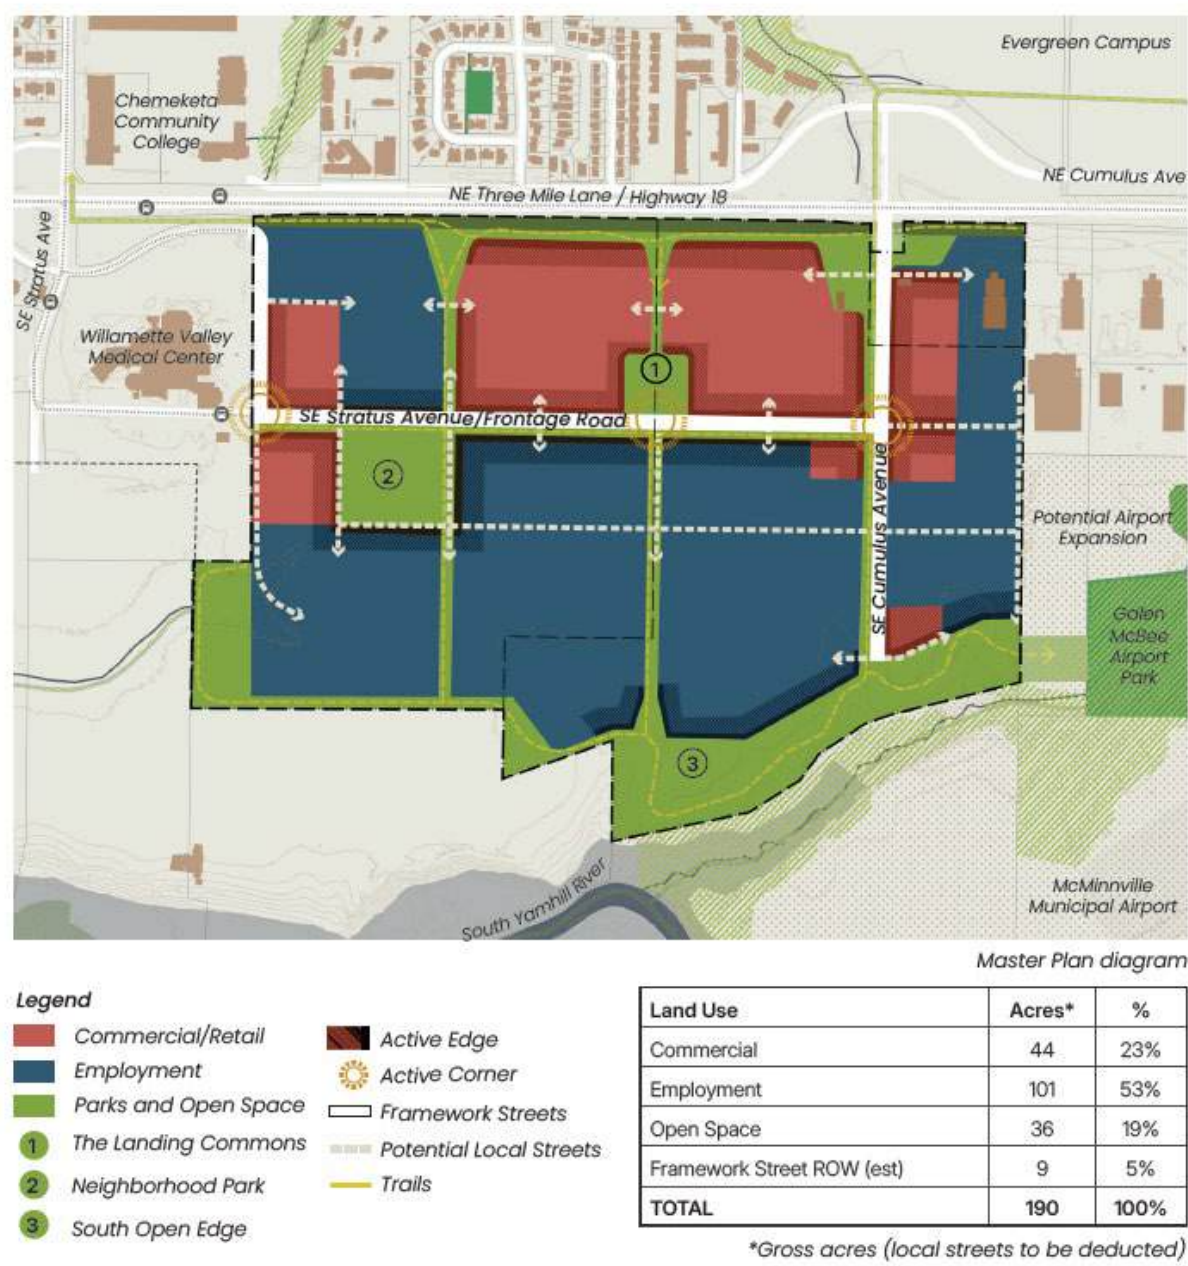 Evergreen Campus
Chemeketa
Community
College
NE Cumulus Ave
NE Three Mile Lane / Highway 18
SE Stratus Ave
Willamette Valley
Medical Center
1
SE Stratus Avenue/Frontage Road
2
SE Cumulus Avenue
Potential Airport
Expansion
Galen
McBee
Airport
Park
3
McMinnville
Municipal Airport
South Yamhill River
Master Plan diagram
Legend
Commercial/Retail
Employment
Parks and Open Space
1 The Landing Commons
2 Neighborhood Park
3 South Open Edge
Active Edge
Active Corner
Framework Streets
Potential Local Streets
Trails
Land Use Acres* %
Commercial 44 23%
Employment 101 53%
Open Space 36 19%
Framework Street ROW (est) 9 5%
TOTAL 190 100%
*Gross acres (local streets to be deducted)